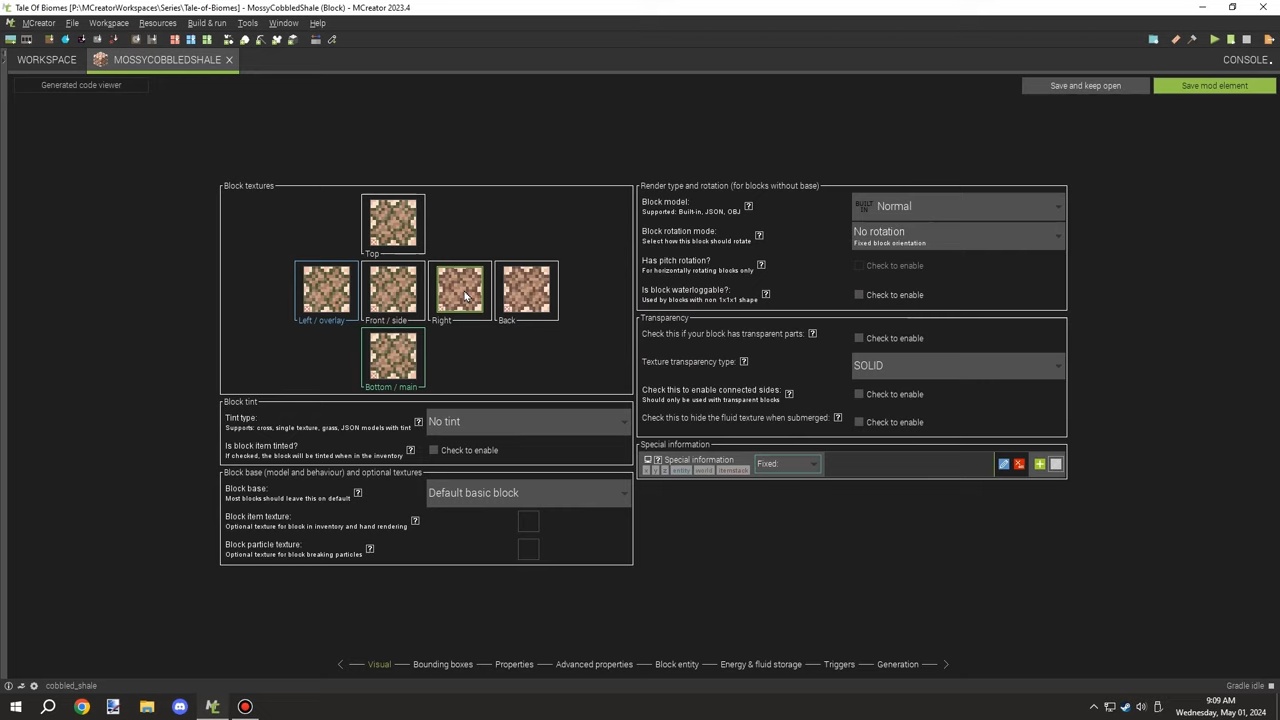 Tale Of Biomes [P:\MCreatorWorkspaces\Series\Tale-of-Biomes] - MossyCobbledShale (Block) - MCreator 2023.4
MCreator File Workspace Resources Build & run Tools Window Help
WORKSPACE MOSSYCOBBLEDSHALE CONSOLE
Generated code viewer Save and keep open Save mod element
Block textures
Top
Left / overlay Front / side Right Back
Bottom / main
Block tint
Tint type:
Supports: cross, single texture, grass, JSON models with tint
No tint
Is block item tinted?
If checked, the block will be tinted when in the inventory
Check to enable
Block base (model and behaviour) and optional textures
Block base:
Most blocks should leave this on default
Default basic block
Block item texture:
Optional texture for block in inventory and hand rendering
Block particle texture:
Optional texture for block breaking particles
Render type and rotation (for blocks without base)
Block model:
Supported: Built-in, JSON, OBJ
BUILT IN Normal
Block rotation mode:
Select how this block should rotate
No rotation
Fixed block orientation
Has pitch rotation?
For horizontally rotating blocks only
Check to enable
Is block waterloggable?:
Used by blocks with non 1x1x1 shape
Check to enable
Transparency
Check this if your block has transparent parts: Check to enable
Texture transparency type: SOLID
Check this to enable connected sides:
Should only be used with transparent blocks
Check to enable
Check this to hide the fluid texture when submerged: Check to enable
Special information
Special information
x y z entity world itemstack
Fixed:
Visual Bounding boxes Properties Advanced properties Block entity Energy & fluid storage Triggers Generation
cobbled_shale Gradle idle
9:09 AM
Wednesday, May 01, 2024